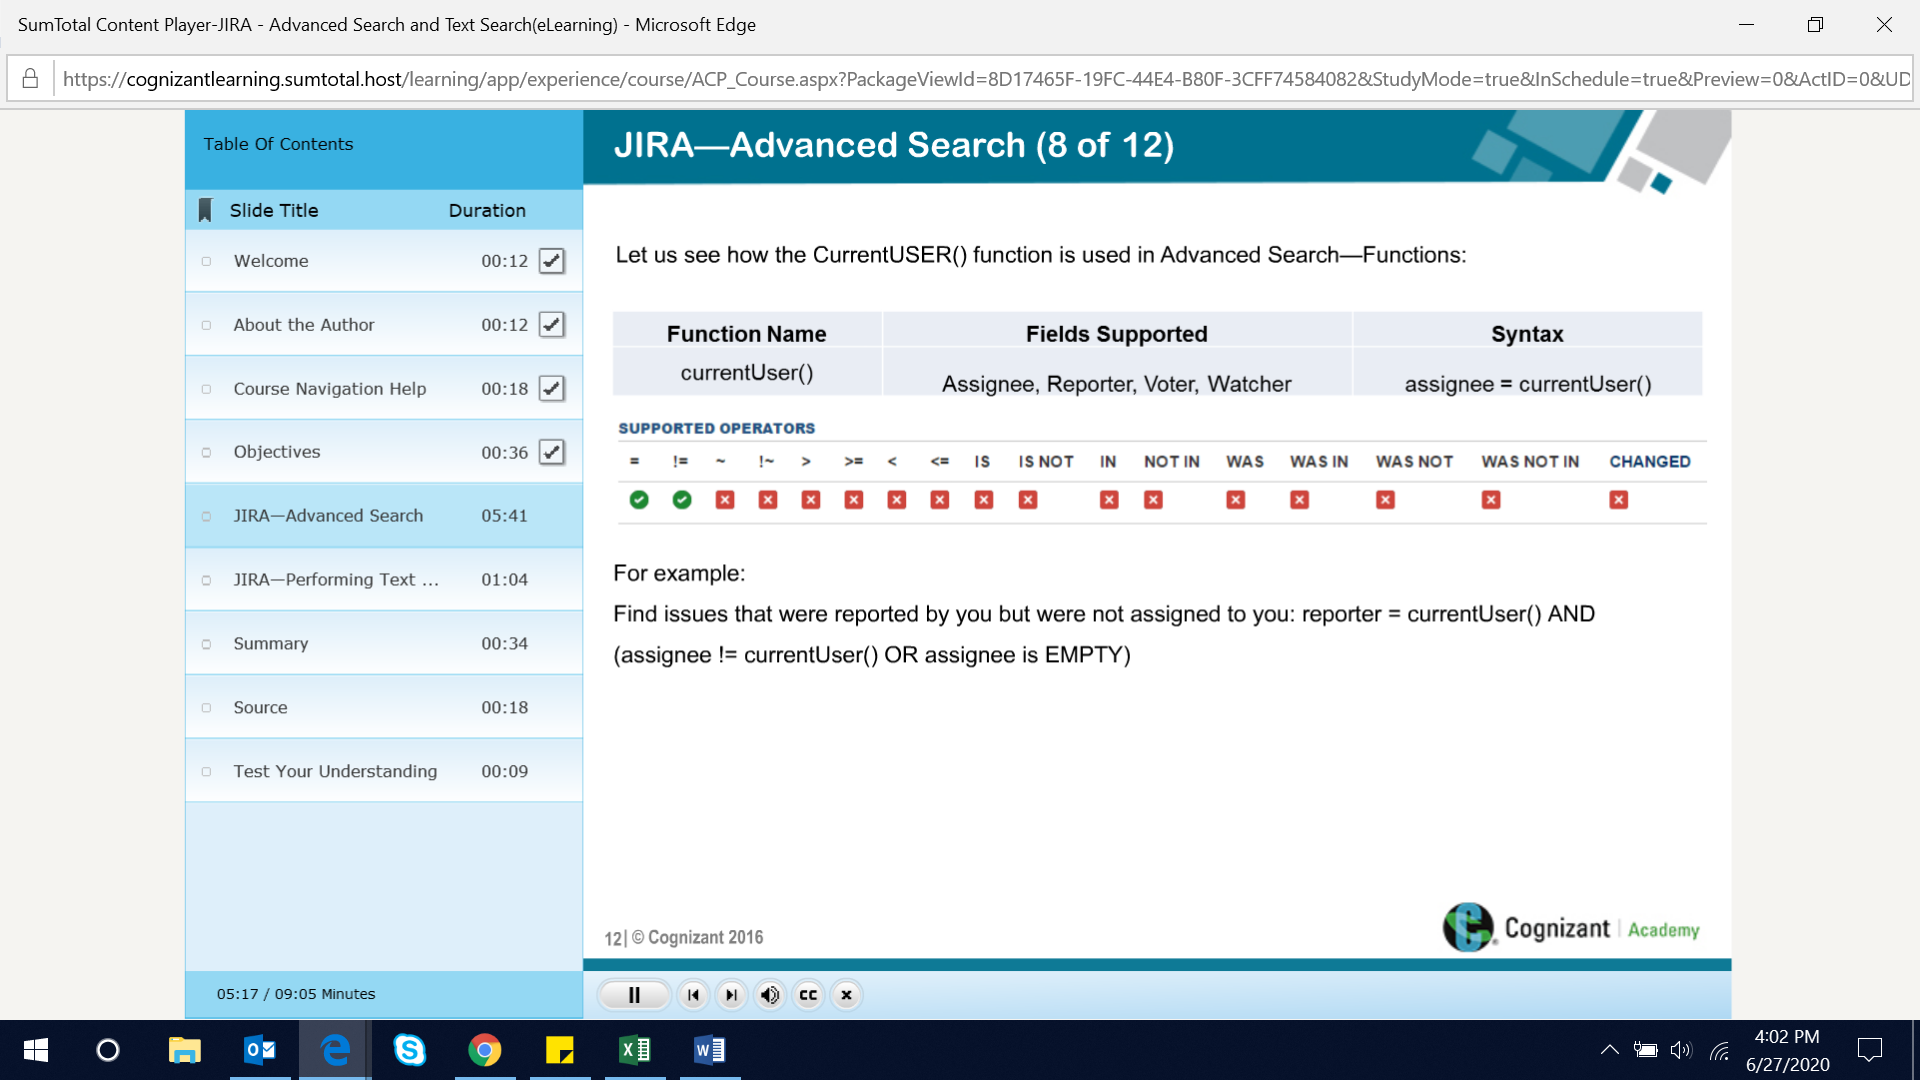 SumTotal Content Player-JIRA - Advanced Search and Text Search(eLearning) - Microsoft Edge
https://cognizantlearning.sumtotal.host/learning/app/experience/course/ACP_Course.aspx?PackageViewId=8D17465F-19FC-44E4-B80F-3CFF74584082&StudyMode=true&InSchedule=true&Preview=0&ActID=0&UD
Table Of Contents
Slide Title Duration
Welcome 00:12
About the Author 00:12
Course Navigation Help 00:18
Objectives 00:36
JIRA—Advanced Search 05:41
JIRA—Performing Text ... 01:04
Summary 00:34
Source 00:18
Test Your Understanding 00:09
05:17 / 09:05 Minutes
JIRA—Advanced Search (8 of 12)
Let us see how the CurrentUSER() function is used in Advanced Search—Functions:
Function Name Fields Supported Syntax
currentUser() Assignee, Reporter, Voter, Watcher assignee = currentUser()
SUPPORTED OPERATORS
= != ~ !~ > >= < <= IS IS NOT IN NOT IN WAS WAS IN WAS NOT WAS NOT IN CHANGED
For example:
Find issues that were reported by you but were not assigned to you: reporter = currentUser() AND
(assignee != currentUser() OR assignee is EMPTY)
12| © Cognizant 2016
Cognizant | Academy
CC
4:02 PM
6/27/2020